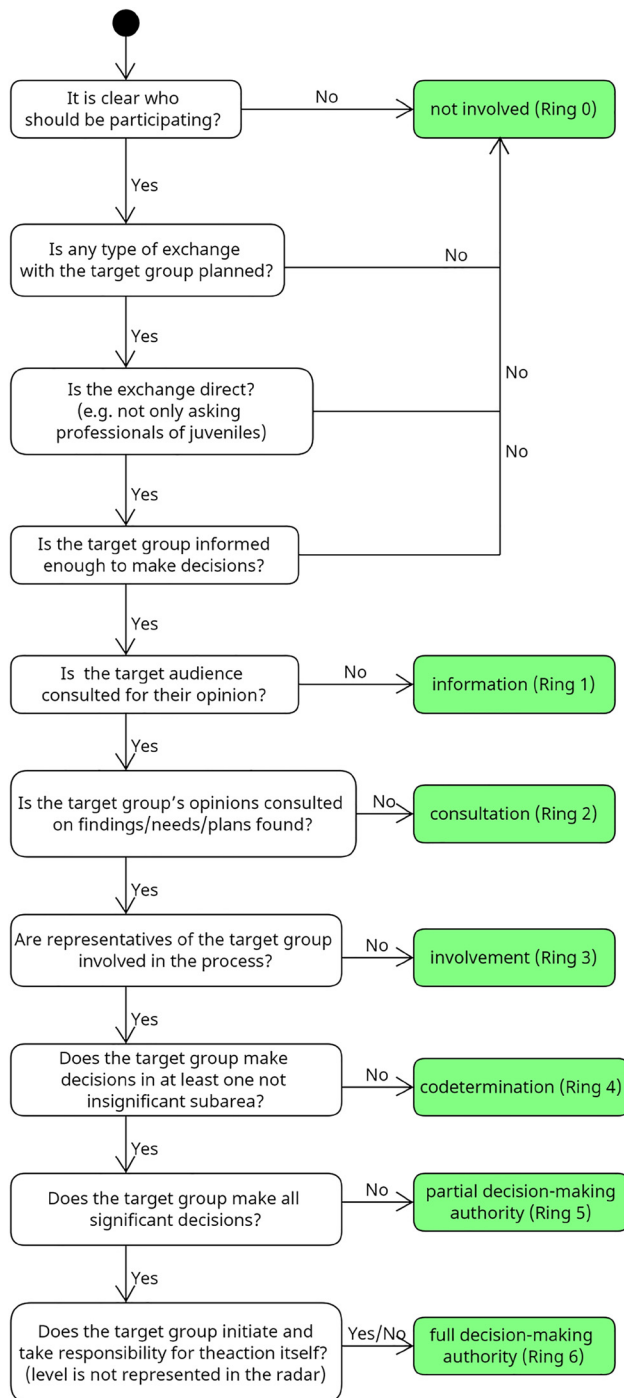 It is clear who
should be participating?
No
not involved (Ring 0)
Yes
Is any type of exchange
with the target group planned?
No
Yes
Is the exchange direct?
(e.g. not only asking
professionals of juveniles)
No
No
Yes
Is the target group informed
enough to make decisions?
Yes
Is  the target audience
consulted for their opinion?
No
information (Ring 1)
Yes
Is the target group’s opinions consulted
on findings/needs/plans found?
No
consultation (Ring 2)
Yes
Are representatives of the target group
involved in the process?
No
involvement (Ring 3)
Yes
Does the target group make
decisions in at least one not
insignificant subarea?
No
codetermination (Ring 4)
Yes
Does the target group make all
significant decisions?
No
partial decision-making
authority (Ring 5)
Yes
Does the target group initiate and
take responsibility for theaction itself?
(level is not represented in the radar)
Yes/No
full decision-making
authority (Ring 6)